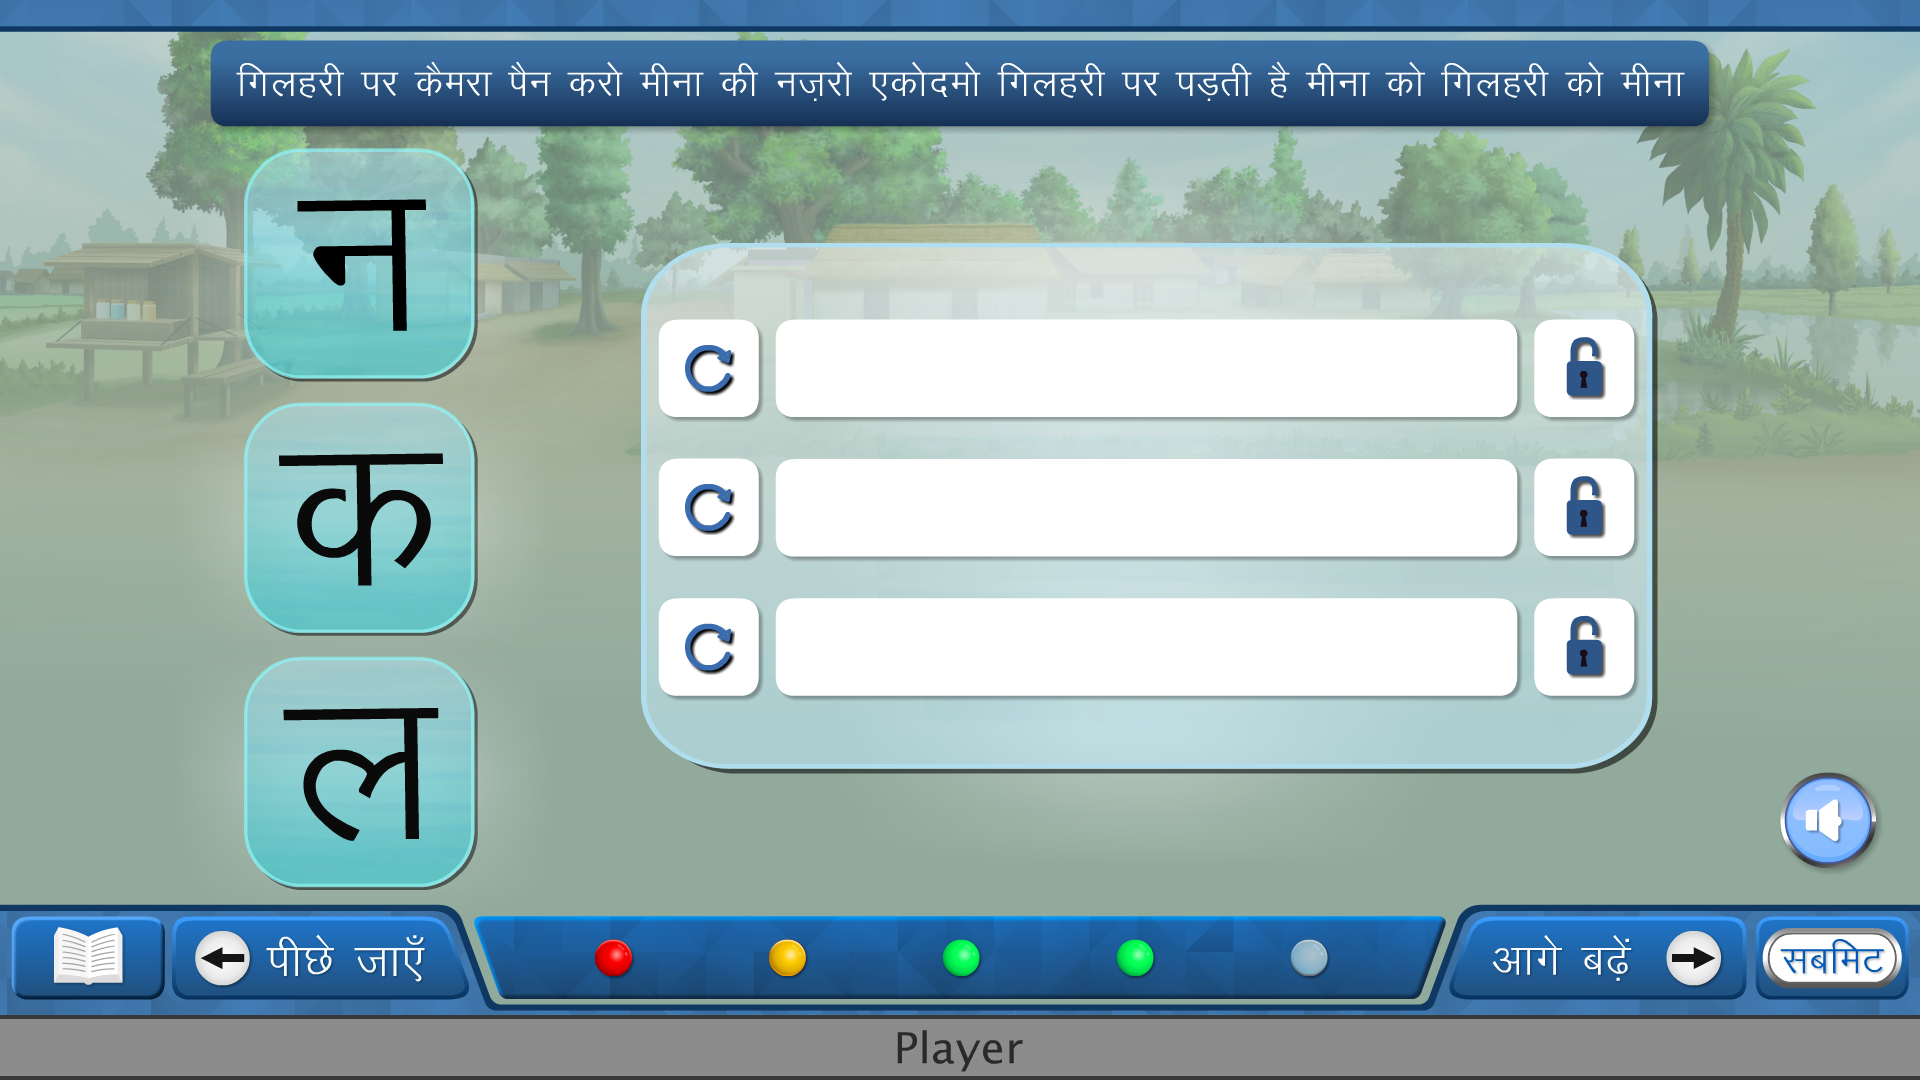 गिलहरी पर कैमरा पैन करो मीना की नज़रो एकोदमो गिलहरी पर पड़ती है मीना को गिलहरी को मीना
न
क
ल
पीछे जाएँ
आगे बढ़ें
सबमिट
Player